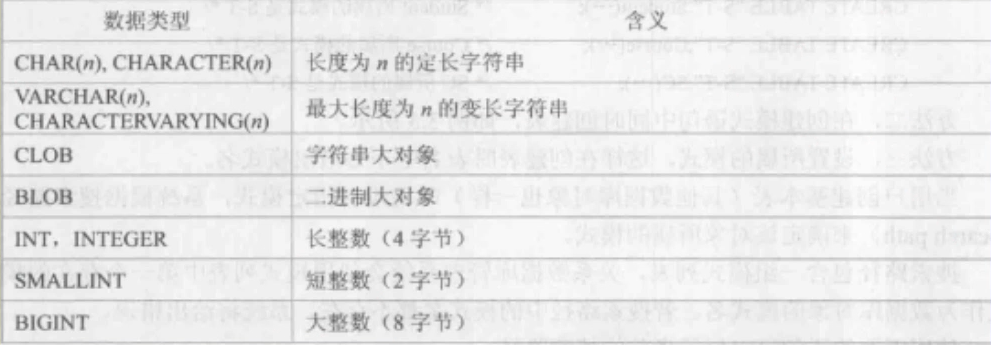 数据类型 含义
CHAR(n), CHARACTER(n) 长度为 n 的定长字符串
VARCHAR(n),
CHARACTERVARYING(n) 最大长度为 n 的变长字符串
CLOB 字符串大对象
BLOB 二进制大对象
INT，INTEGER 长整数（4 字节）
SMALLINT 短整数（2 字节）
BIGINT 大整数（8 字节）